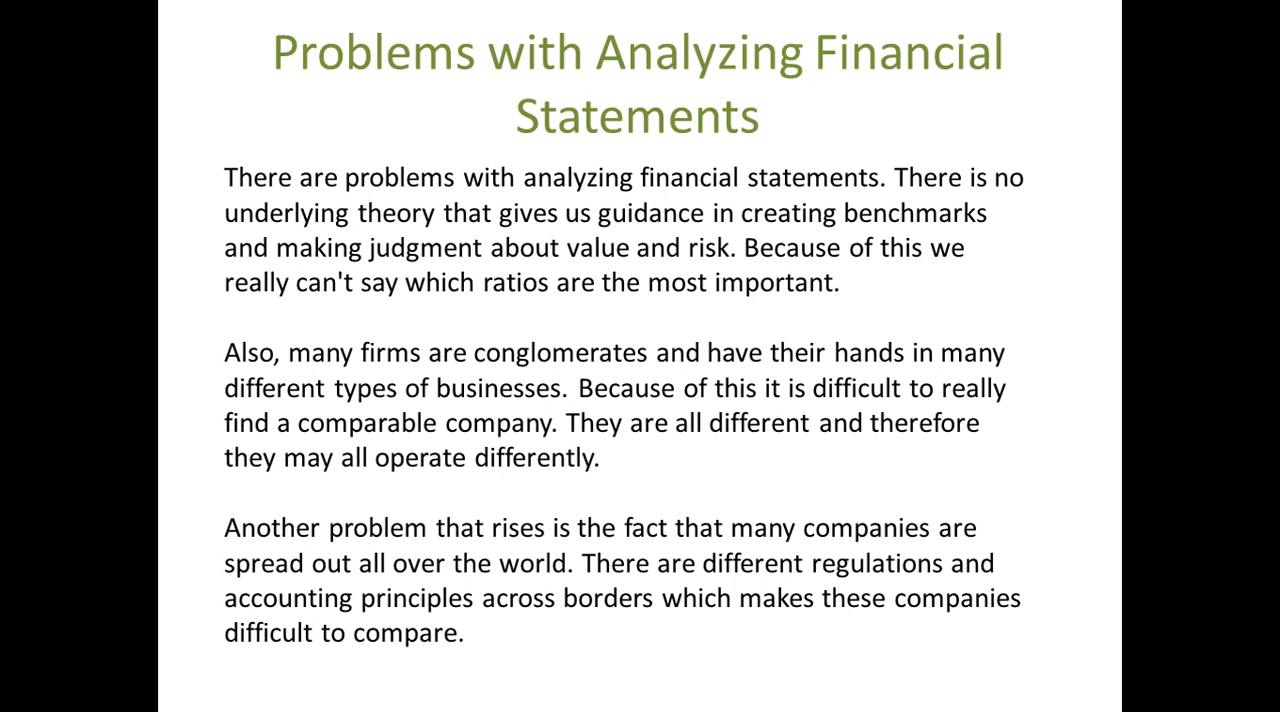 Problems with Analyzing Financial
Statements
There are problems with analyzing financial statements. There is no
underlying theory that gives us guidance in creating benchmarks
and making judgment about value and risk. Because of this we
really can't say which ratios are the most important.
Also, many firms are conglomerates and have their hands in many
different types of businesses. Because of this it is difficult to really
find a comparable company. They are all different and therefore
they may all operate differently.
Another problem that rises is the fact that many companies are
spread out all over the world. There are different regulations and
accounting principles across borders which makes these companies
difficult to compare.